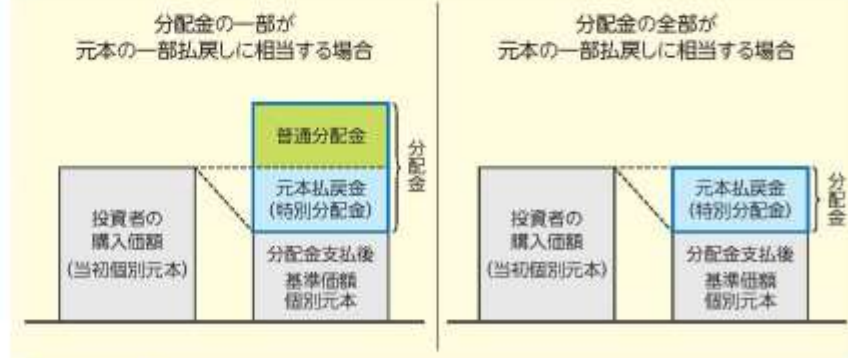 分配金の一部が
元本の一部払戻しに相当する場合
普通分配金
元本払戻金
(特別分配金)
分配金
投資者の
購入価額
(当初個別元本)
分配金支払後
基準価額
個別元本
分配金の全部が
元本の一部払戻しに相当する場合
元本払戻金
(特別分配金)
分配金
投資者の
購入価額
(当初個別元本)
分配金支払後
基準価額
個別元本